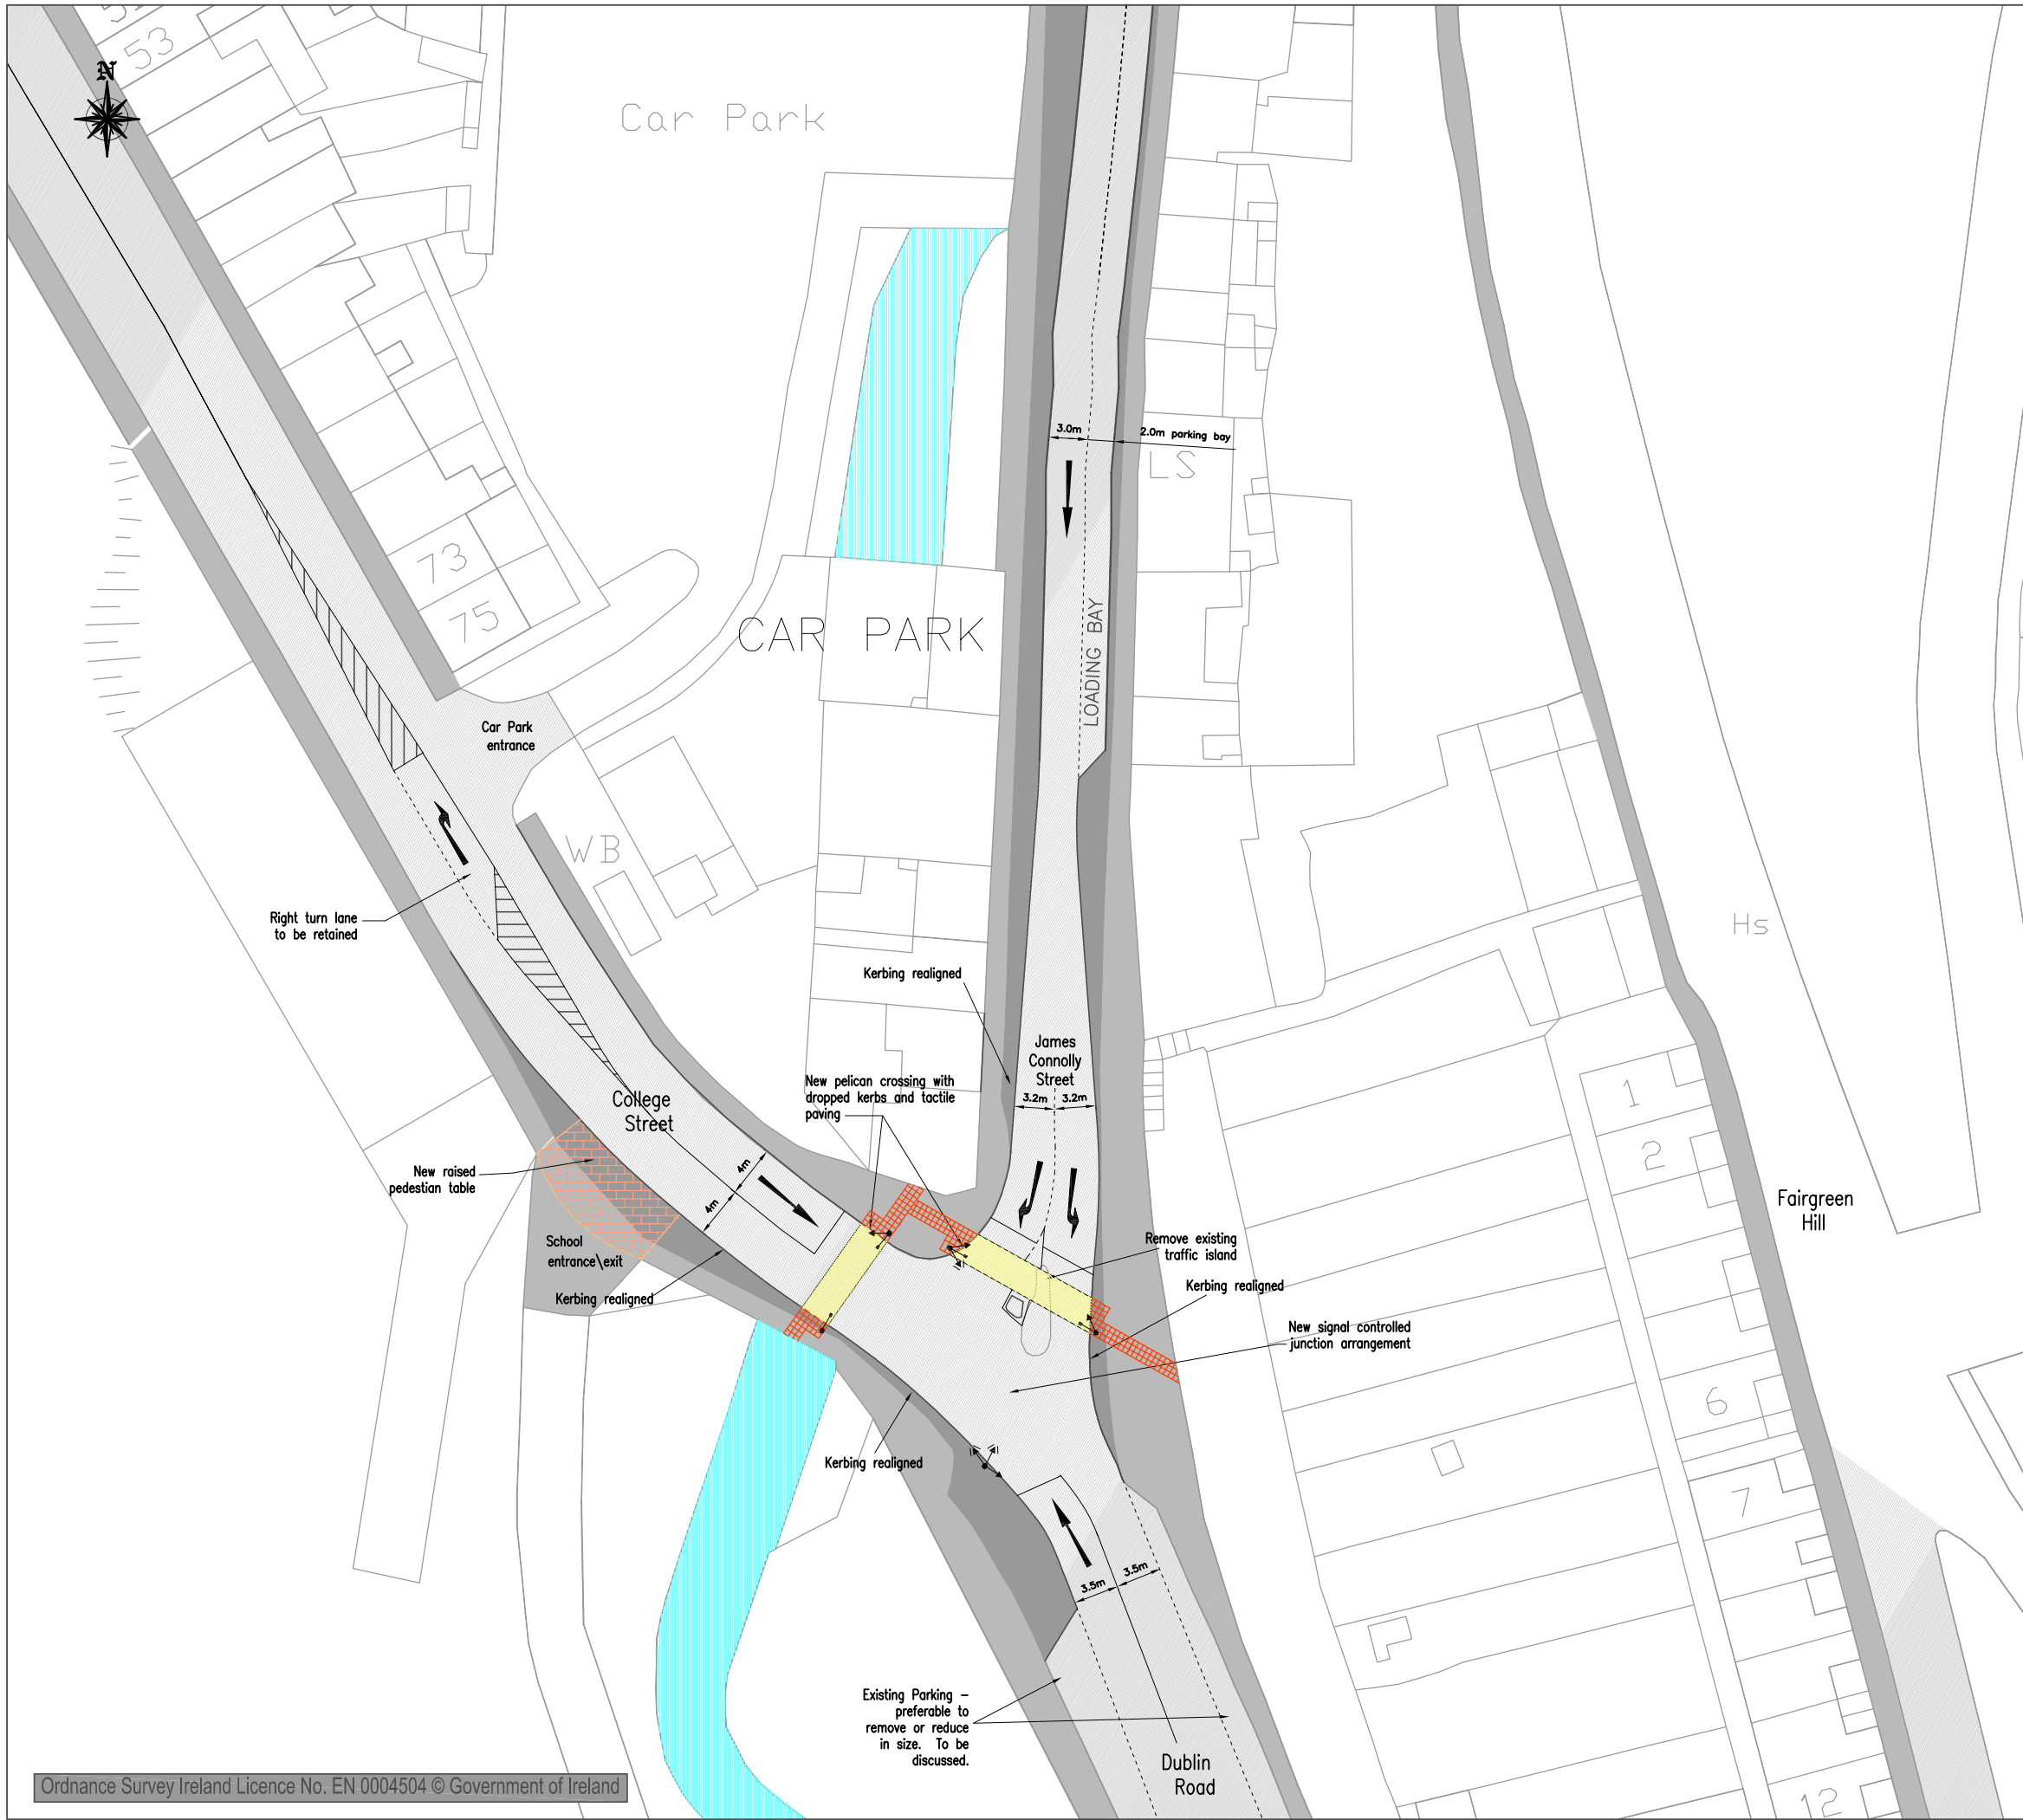 53
N
Car Park
3.0m
2.0m parking bay
LS
73
75
CAR PARK
LOADING BAY
Car Park
entrance
WB
Right turn lane
to be retained
Hs
Kerbing realigned
James
Connolly
Street
3.2m
3.2m
New pelican crossing with
dropped kerbs and tactile
paving
College
Street
1
2
4m
4m
New raised
pedestian table
School
entrance\exit
Kerbing realigned
Remove existing
traffic island
Kerbing realigned
Fairgreen
Hill
New signal controlled
junction arrangement
6
Kerbing realigned
7
3.5m
3.5m
Existing Parking –
preferable to
remove or reduce
in size. To be
discussed.
Dublin
Road
12
Ordnance Survey Ireland Licence No. EN 0004504 © Government of Ireland